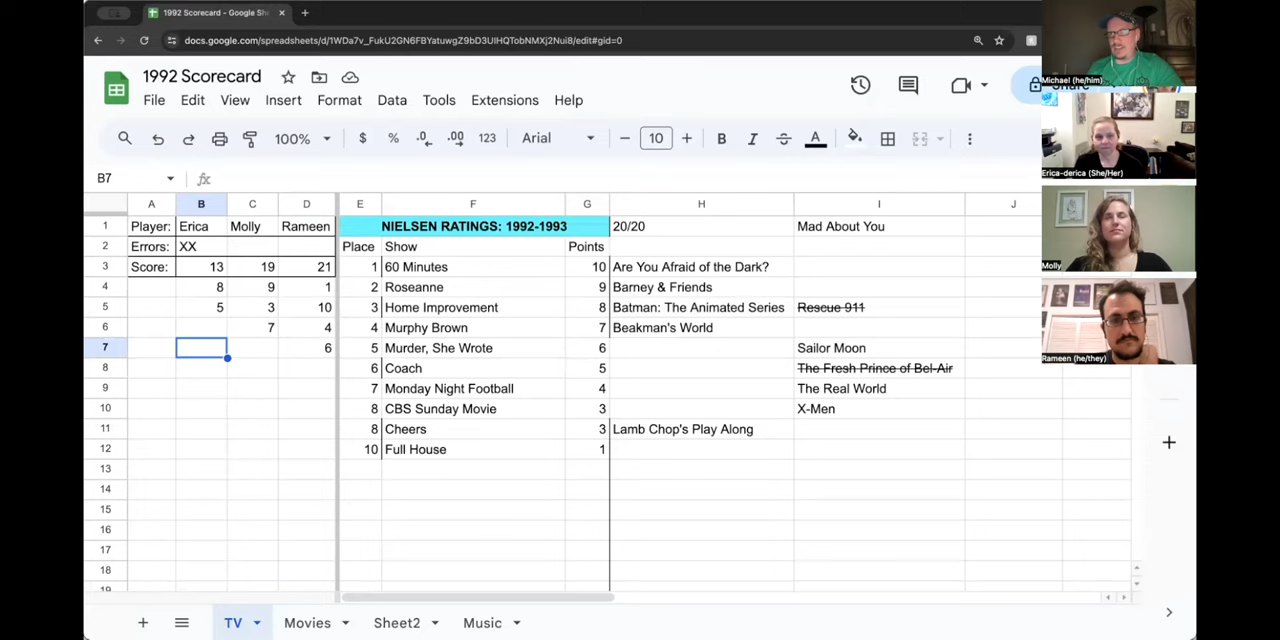 1992 Scorecard - Google She
docs.google.com/spreadsheets/d/1WDa7v_FukU2GN6FBYatuwgZ9bD3UIHQTobNMXj2Nui8/edit#gid=0
1992 Scorecard
File Edit View Insert Format Data Tools Extensions Help
100% $ % .0 .00 123 Arial 10 B I S A
B7 fx
A B C D E F G H I J
1 Player: Erica Molly Rameen NIELSEN RATINGS: 1992-1993 20/20 Mad About You
2 Errors: XX Place Show Points
3 Score: 13 19 21 1 60 Minutes 10 Are You Afraid of the Dark?
4 8 9 1 2 Roseanne 9 Barney & Friends
5 5 3 10 3 Home Improvement 8 Batman: The Animated Series Rescue 911
6 7 4 4 Murphy Brown 7 Beakman's World
7 6 5 Murder, She Wrote 6 Sailor Moon
8 6 Coach 5 The Fresh Prince of Bel-Air
9 7 Monday Night Football 4 The Real World
10 8 CBS Sunday Movie 3 X-Men
11 8 Cheers 3 Lamb Chop's Play Along
12 10 Full House 1
13
14
15
16
17
18
19
TV Movies Sheet2 Music
Michael (he/him)
Erica-derica (She/Her)
Molly
Rameen (he/they)